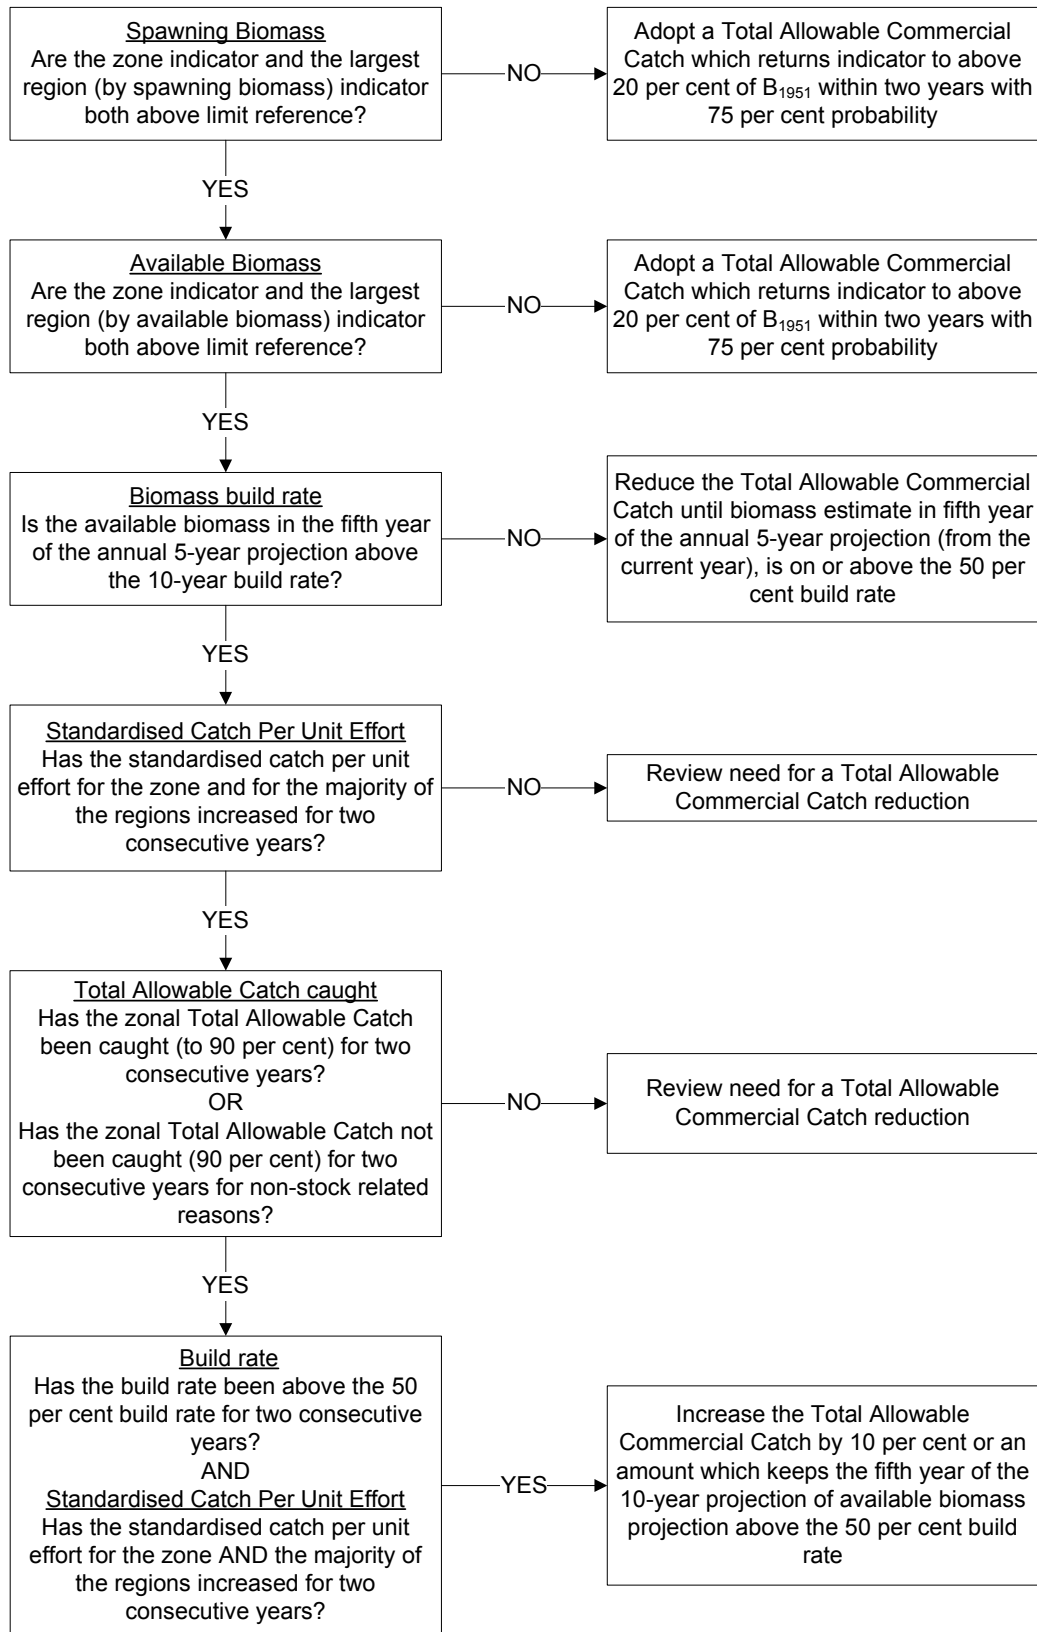 Spawning Biomass
Are the zone indicator and the largest
region (by spawning biomass) indicator
both above limit reference?
NO
Adopt a Total Allowable Commercial
Catch which returns indicator to above
20 per cent of B1951 within two years with
75 per cent probability
YES
Available Biomass
Are the zone indicator and the largest
region (by available biomass) indicator
both above limit reference?
NO
Adopt a Total Allowable Commercial
Catch which returns indicator to above
20 per cent of B1951 within two years with
75 per cent probability
YES
Biomass build rate
Is the available biomass in the fifth year
of the annual 5-year projection above
the 10-year build rate?
NO
Reduce the Total Allowable Commercial
Catch until biomass estimate in fifth year
of the annual 5-year projection (from the
current year), is on or above the 50 per
cent build rate
YES
Standardised Catch Per Unit Effort
Has the standardised catch per unit
effort for the zone and for the majority of
the regions increased for two
consecutive years?
NO
Review need for a Total Allowable
Commercial Catch reduction
YES
Total Allowable Catch caught
Has the zonal Total Allowable Catch
been caught (to 90 per cent) for two
consecutive years?
OR
Has the zonal Total Allowable Catch not
been caught (90 per cent) for two
consecutive years for non-stock related
reasons?
NO
Review need for a Total Allowable
Commercial Catch reduction
YES
Build rate
Has the build rate been above the 50
per cent build rate for two consecutive
years?
AND
Standardised Catch Per Unit Effort
Has the standardised catch per unit
effort for the zone AND the majority of
the regions increased for two
consecutive years?
YES
Increase the Total Allowable
Commercial Catch by 10 per cent or an
amount which keeps the fifth year of the
10-year projection of available biomass
projection above the 50 per cent build
rate